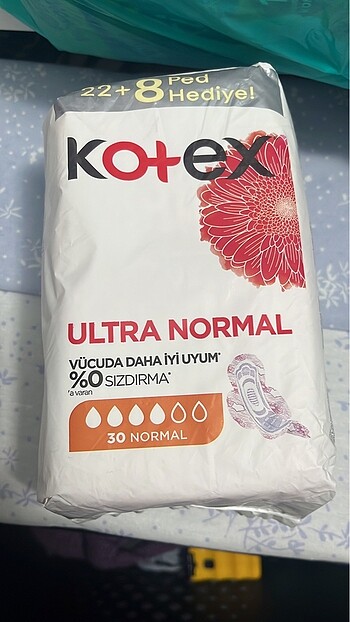 22+8 Ped
Hediye!
Kotex
ULTRA NORMAL
VÜCUDA DAHA İYİ UYUM*
%0 SIZDIRMA*
'a varan
30 NORMAL